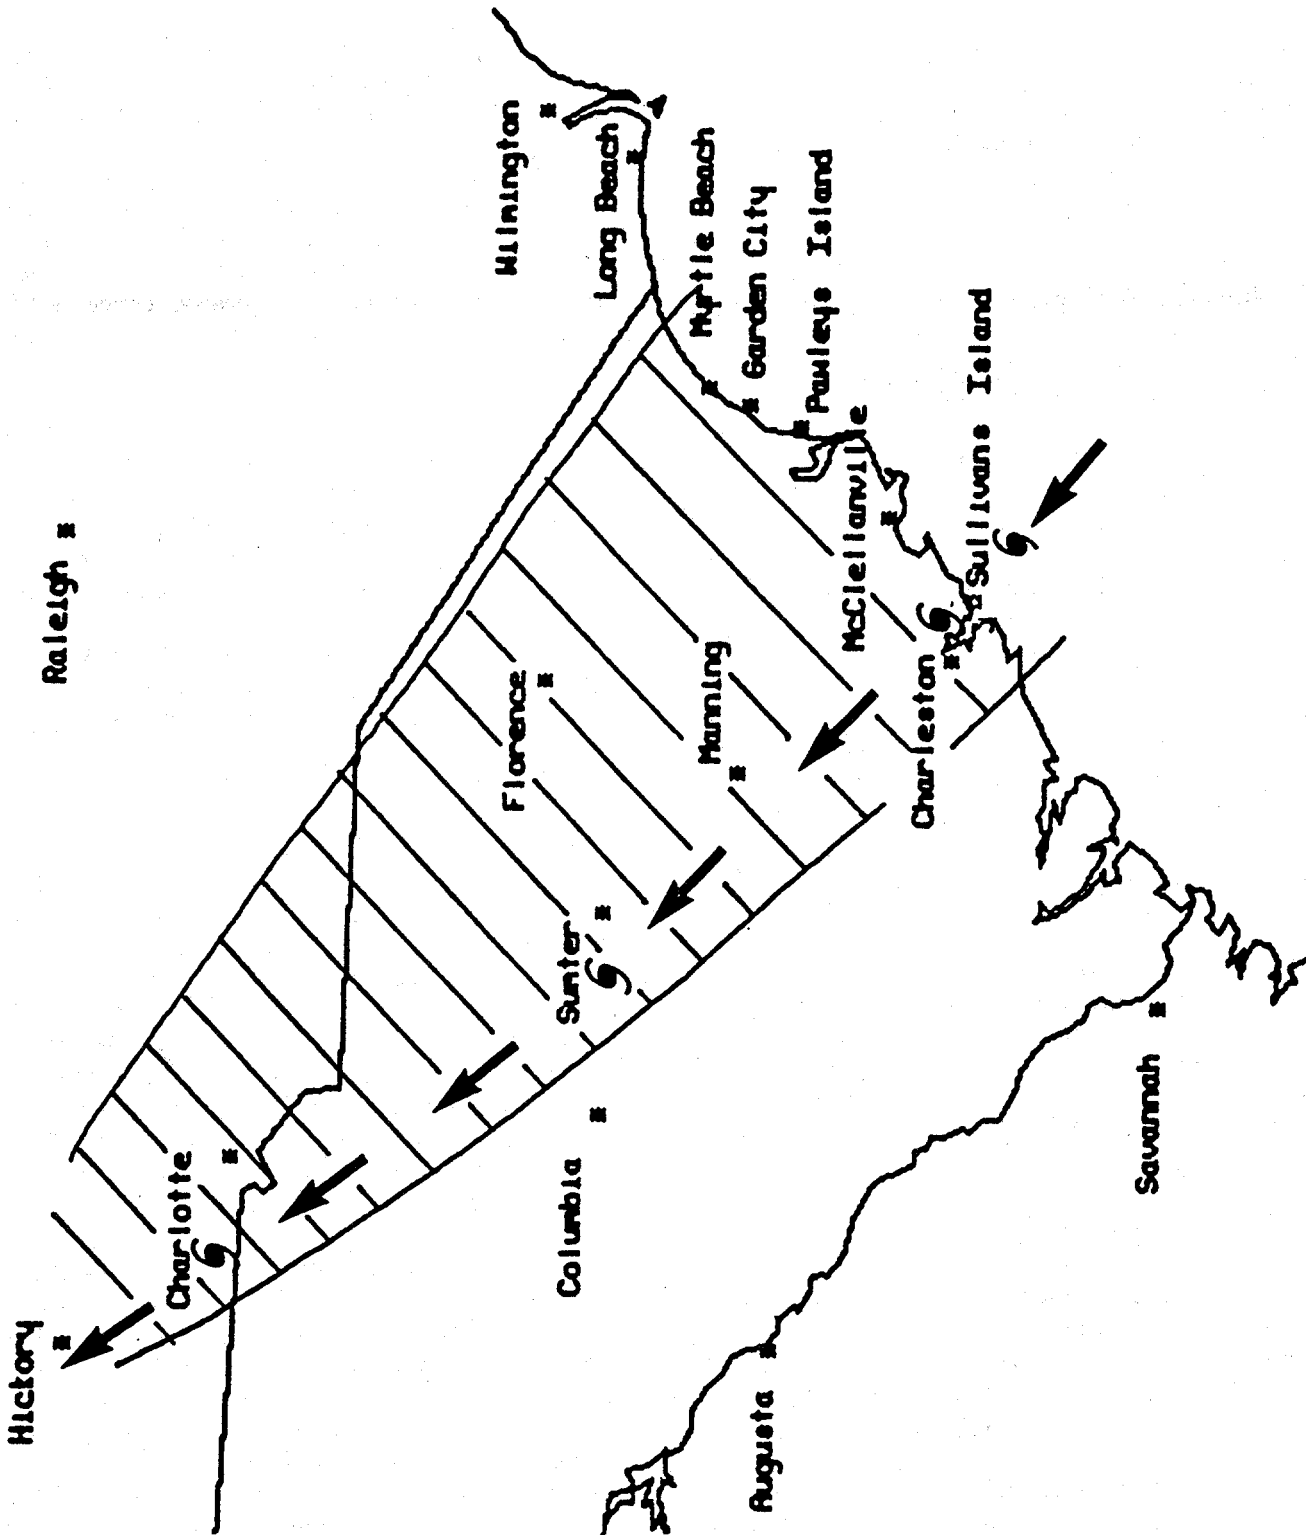 Hickory
Charlotte
Raleigh
Columbia
Sumter
Florence
Wilmington
Long Beach
Myrtle Beach
Garden City
Pawleys Island
Manning
McClellanville
Sullivans Island
Charleston
Augusta
Savannah